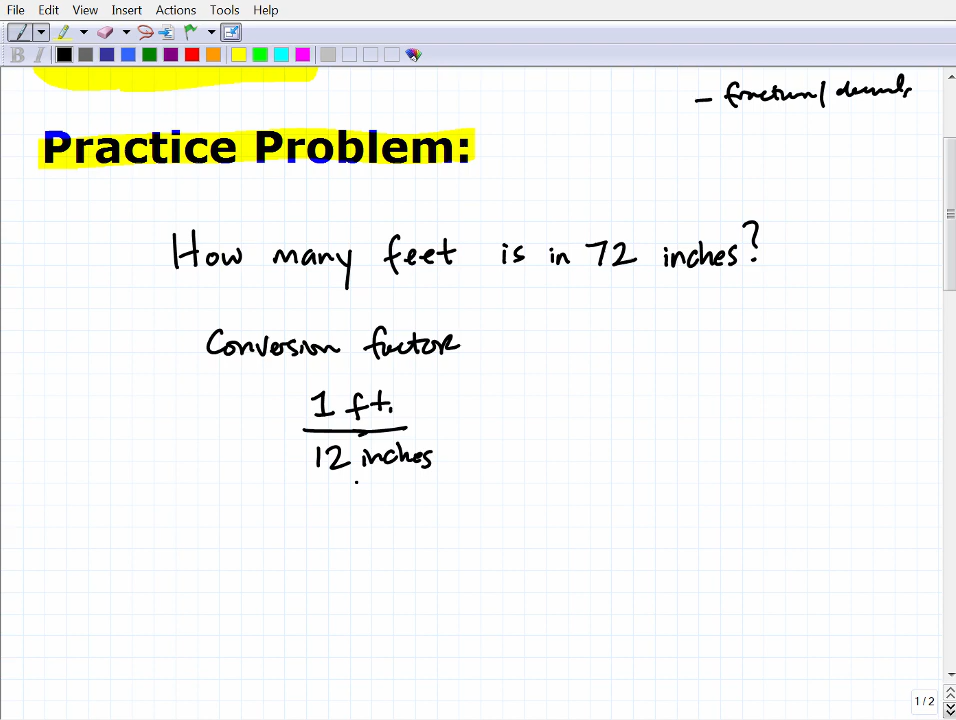 File Edit View Insert Actions Tools Help
B I
- fraction/
Practice Problem:
How many feet is in 72 inches?
Conversion factor
1 ft.
12 inches
1 / 2